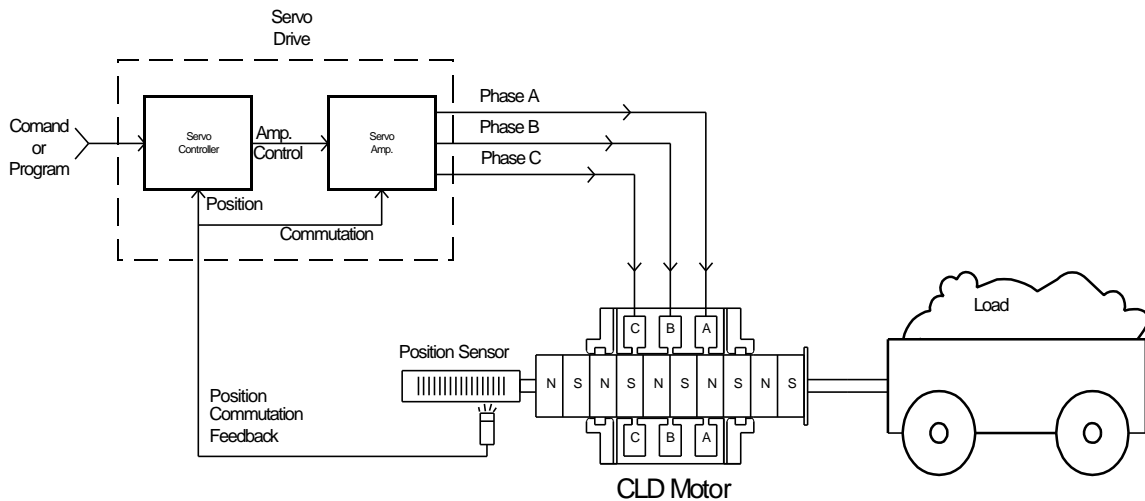 Servo
Drive
Comand
or
Program
Servo
Controller
Amp.
Control
Servo
Amp.
Phase A
Phase B
Phase C
Position
Commutation
C B A
Load
Position Sensor
N S N S N S N S N S
Position
Commutation
Feedback
C B A
CLD Motor